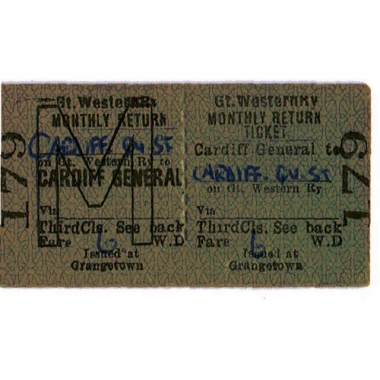 179
Gt. Western Ry
MONTHLY RETURN
CARDIFF. QU ST
on Gt. Western Ry to
CARDIFF GENERAL
Via
Third Cls. See back
Fare 6 W.D
Issued at
Grangetown
M
Gt. Western Ry
MONTHLY RETURN
TICKET
Cardiff General to
CARDIFF. QU ST
on Gt. Western Ry
Via
Third Cls. See back
Fare 6 W.D
Issued at
Grangetown
179